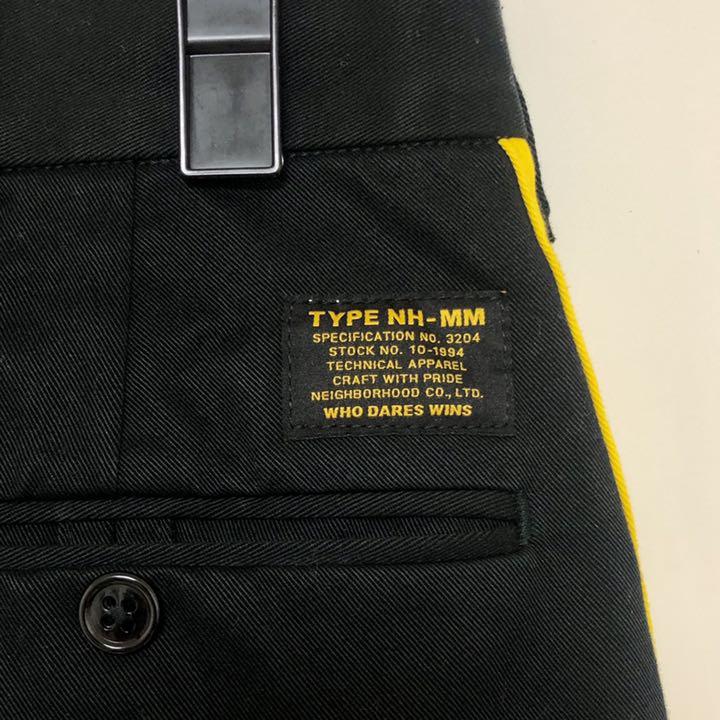 TYPE NH-MM
SPECIFICATION NO. 3204
STOCK NO. 10-1994
TECHNICAL APPAREL
CRAFT WITH PRIDE
NEIGHBORHOOD CO., LTD.
WHO DARES WINS